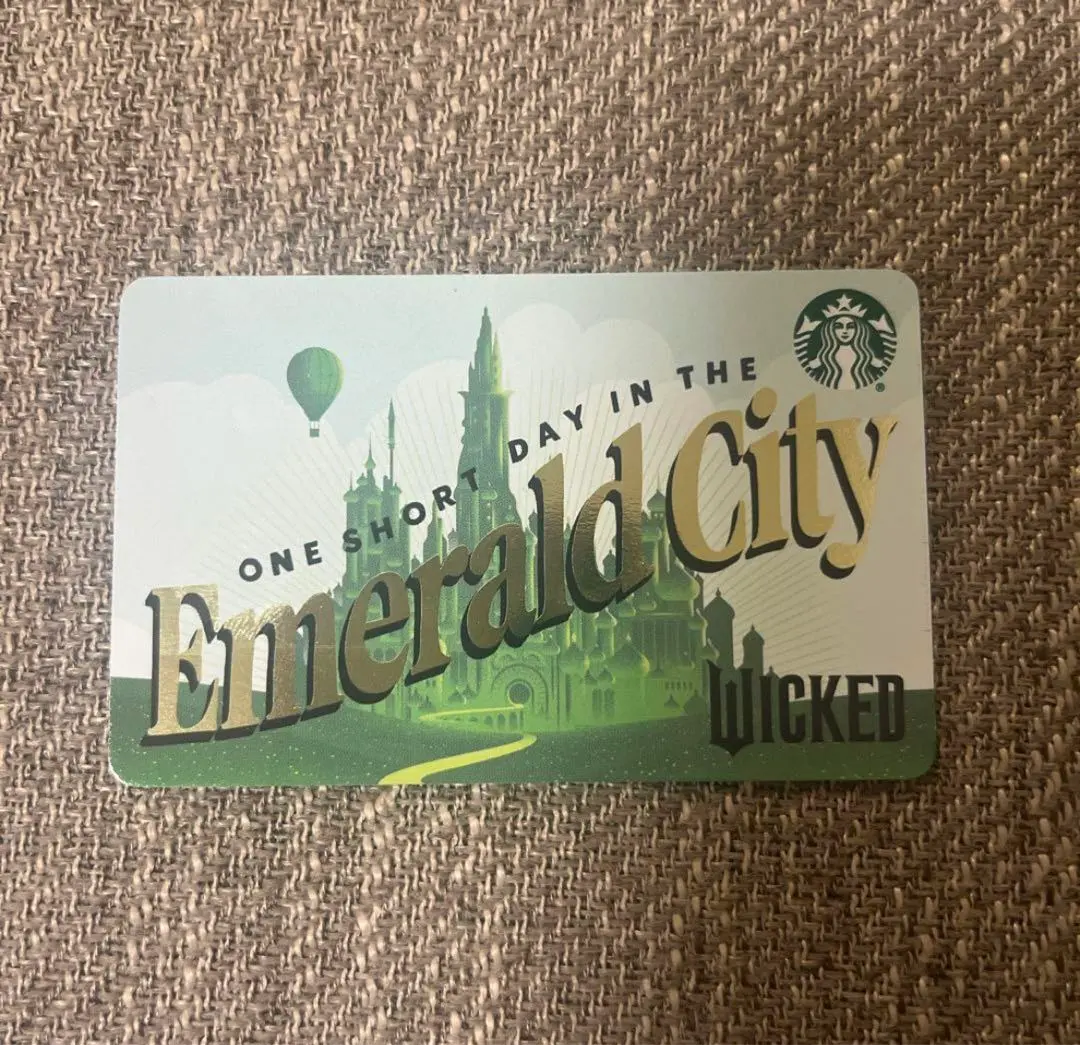 ONE SHORT DAY IN THE
Emerald City
WICKED